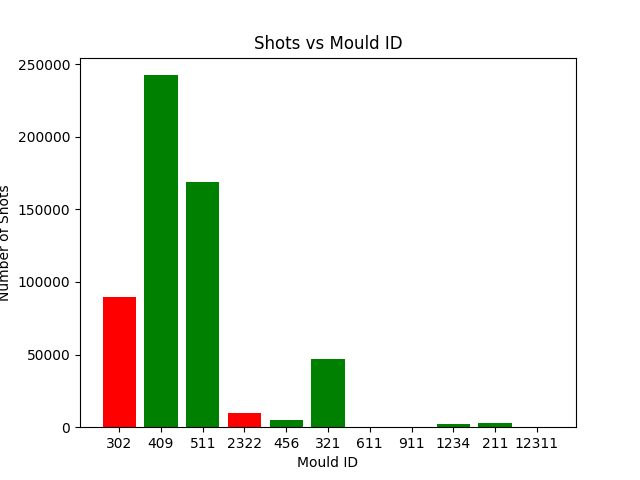 Shots vs Mould ID
250000
200000
150000
100000
50000
0
Number of Shots
302 409 511 2322 456 321 611 911 1234 211 12311
Mould ID